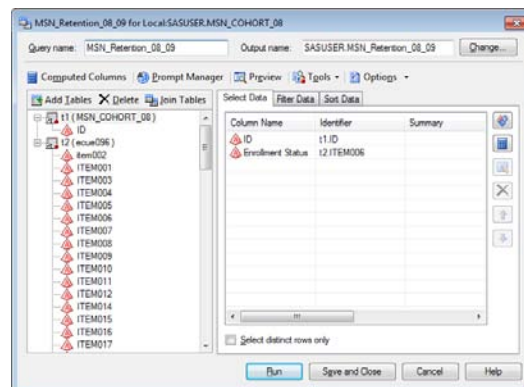 MSN_Retention_08_09 for Local:SASUSER.MSN_COHORT_08
Query name: MSN_Retention_08_09 Output name: SASUSER.MSN_Retention_08_09 Change...
Computed Columns Prompt Manager Preview Tools Options
Add Tables Delete Join Tables
Select Data Filter Data Sort Data
t1 (MSN_COHORT_08)
ID
t2 (ecue096)
item002
ITEM001
ITEM003
ITEM004
ITEM005
ITEM006
ITEM007
ITEM008
ITEM009
ITEM010
ITEM011
ITEM012
ITEM014
ITEM015
ITEM016
ITEM017
Column Name Identifier Summary
ID t1.ID
Enrollment Status t2.ITEM006
Select distinct rows only
Run Save and Close Cancel Help